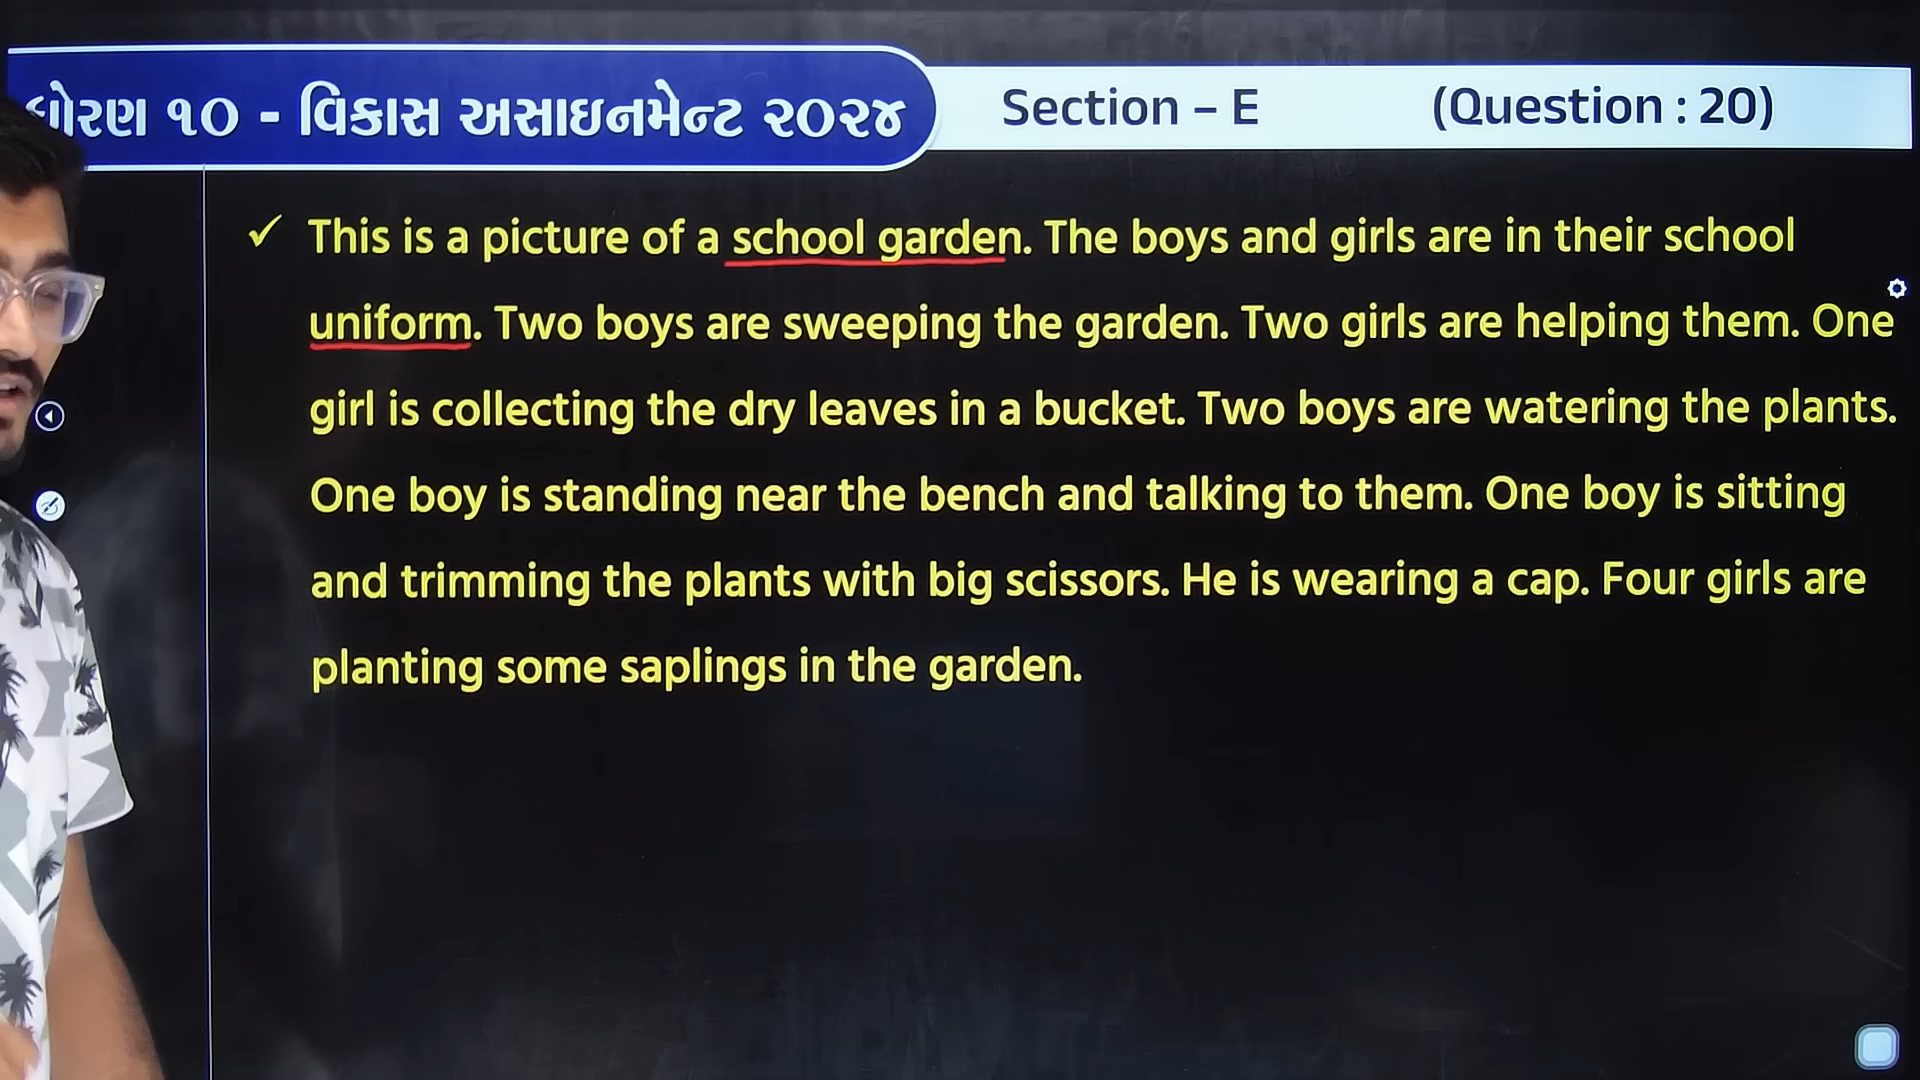 ધોરણ ૧૦ - વિકાસ અસાઇનમેન્ટ ૨૦૨૪
Section – E (Question : 20)
✓ This is a picture of a school garden. The boys and girls are in their school
uniform. Two boys are sweeping the garden. Two girls are helping them. One
girl is collecting the dry leaves in a bucket. Two boys are watering the plants.
One boy is standing near the bench and talking to them. One boy is sitting
and trimming the plants with big scissors. He is wearing a cap. Four girls are
planting some saplings in the garden.